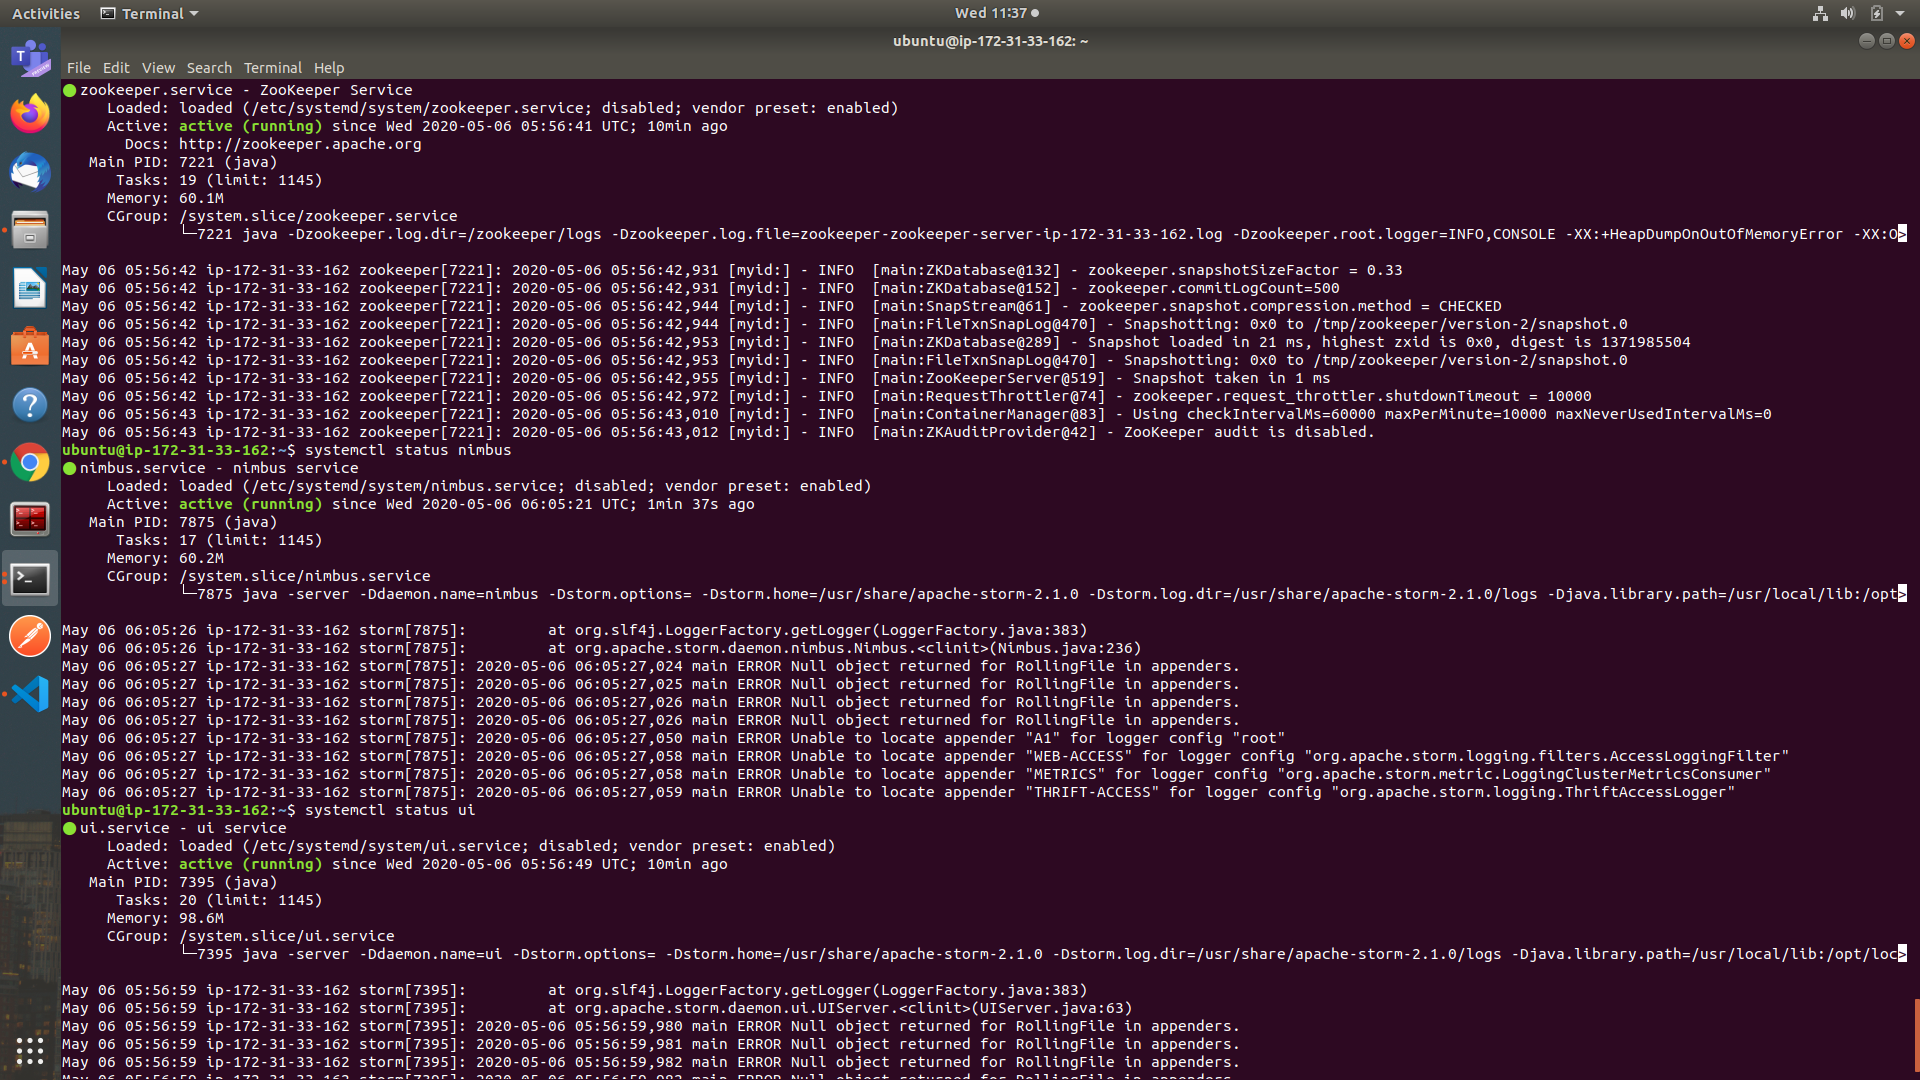 Activities Terminal Wed 11:37
ubuntu@ip-172-31-33-162: ~
File Edit View Search Terminal Help
zookeeper.service - ZooKeeper Service
Loaded: loaded (/etc/systemd/system/zookeeper.service; disabled; vendor preset: enabled)
Active: active (running) since Wed 2020-05-06 05:56:41 UTC; 10min ago
Docs: http://zookeeper.apache.org
Main PID: 7221 (java)
Tasks: 19 (limit: 1145)
Memory: 60.1M
CGroup: /system.slice/zookeeper.service
└─7221 java -Dzookeeper.log.dir=/zookeeper/logs -Dzookeeper.log.file=zookeeper-zookeeper-server-ip-172-31-33-162.log -Dzookeeper.root.logger=INFO,CONSOLE -XX:+HeapDumpOnOutOfMemoryError -XX:O>
May 06 05:56:42 ip-172-31-33-162 zookeeper[7221]: 2020-05-06 05:56:42,931 [myid:] - INFO  [main:ZKDatabase@132] - zookeeper.snapshotSizeFactor = 0.33
May 06 05:56:42 ip-172-31-33-162 zookeeper[7221]: 2020-05-06 05:56:42,931 [myid:] - INFO  [main:ZKDatabase@152] - zookeeper.commitLogCount=500
May 06 05:56:42 ip-172-31-33-162 zookeeper[7221]: 2020-05-06 05:56:42,944 [myid:] - INFO  [main:SnapStream@61] - zookeeper.snapshot.compression.method = CHECKED
May 06 05:56:42 ip-172-31-33-162 zookeeper[7221]: 2020-05-06 05:56:42,944 [myid:] - INFO  [main:FileTxnSnapLog@470] - Snapshotting: 0x0 to /tmp/zookeeper/version-2/snapshot.0
May 06 05:56:42 ip-172-31-33-162 zookeeper[7221]: 2020-05-06 05:56:42,953 [myid:] - INFO  [main:ZKDatabase@289] - Snapshot loaded in 21 ms, highest zxid is 0x0, digest is 1371985504
May 06 05:56:42 ip-172-31-33-162 zookeeper[7221]: 2020-05-06 05:56:42,953 [myid:] - INFO  [main:FileTxnSnapLog@470] - Snapshotting: 0x0 to /tmp/zookeeper/version-2/snapshot.0
May 06 05:56:42 ip-172-31-33-162 zookeeper[7221]: 2020-05-06 05:56:42,955 [myid:] - INFO  [main:ZooKeeperServer@519] - Snapshot taken in 1 ms
May 06 05:56:42 ip-172-31-33-162 zookeeper[7221]: 2020-05-06 05:56:42,972 [myid:] - INFO  [main:RequestThrottler@74] - zookeeper.request_throttler.shutdownTimeout = 10000
May 06 05:56:43 ip-172-31-33-162 zookeeper[7221]: 2020-05-06 05:56:43,010 [myid:] - INFO  [main:ContainerManager@83] - Using checkIntervalMs=60000 maxPerMinute=10000 maxNeverUsedIntervalMs=0
May 06 05:56:43 ip-172-31-33-162 zookeeper[7221]: 2020-05-06 05:56:43,012 [myid:] - INFO  [main:ZKAuditProvider@42] - ZooKeeper audit is disabled.
ubuntu@ip-172-31-33-162:~$ systemctl status nimbus
nimbus.service - nimbus service
Loaded: loaded (/etc/systemd/system/nimbus.service; disabled; vendor preset: enabled)
Active: active (running) since Wed 2020-05-06 06:05:21 UTC; 1min 37s ago
Main PID: 7875 (java)
Tasks: 17 (limit: 1145)
Memory: 60.2M
CGroup: /system.slice/nimbus.service
└─7875 java -server -Ddaemon.name=nimbus -Dstorm.options= -Dstorm.home=/usr/share/apache-storm-2.1.0 -Dstorm.log.dir=/usr/share/apache-storm-2.1.0/logs -Djava.library.path=/usr/local/lib:/opt>
May 06 06:05:26 ip-172-31-33-162 storm[7875]:         at org.slf4j.LoggerFactory.getLogger(LoggerFactory.java:383)
May 06 06:05:26 ip-172-31-33-162 storm[7875]:         at org.apache.storm.daemon.nimbus.Nimbus.<clinit>(Nimbus.java:236)
May 06 06:05:27 ip-172-31-33-162 storm[7875]: 2020-05-06 06:05:27,024 main ERROR Null object returned for RollingFile in appenders.
May 06 06:05:27 ip-172-31-33-162 storm[7875]: 2020-05-06 06:05:27,025 main ERROR Null object returned for RollingFile in appenders.
May 06 06:05:27 ip-172-31-33-162 storm[7875]: 2020-05-06 06:05:27,026 main ERROR Null object returned for RollingFile in appenders.
May 06 06:05:27 ip-172-31-33-162 storm[7875]: 2020-05-06 06:05:27,026 main ERROR Null object returned for RollingFile in appenders.
May 06 06:05:27 ip-172-31-33-162 storm[7875]: 2020-05-06 06:05:27,050 main ERROR Unable to locate appender "A1" for logger config "root"
May 06 06:05:27 ip-172-31-33-162 storm[7875]: 2020-05-06 06:05:27,058 main ERROR Unable to locate appender "WEB-ACCESS" for logger config "org.apache.storm.logging.filters.AccessLoggingFilter"
May 06 06:05:27 ip-172-31-33-162 storm[7875]: 2020-05-06 06:05:27,058 main ERROR Unable to locate appender "METRICS" for logger config "org.apache.storm.metric.LoggingClusterMetricsConsumer"
May 06 06:05:27 ip-172-31-33-162 storm[7875]: 2020-05-06 06:05:27,059 main ERROR Unable to locate appender "THRIFT-ACCESS" for logger config "org.apache.storm.logging.ThriftAccessLogger"
ubuntu@ip-172-31-33-162:~$ systemctl status ui
ui.service - ui service
Loaded: loaded (/etc/systemd/system/ui.service; disabled; vendor preset: enabled)
Active: active (running) since Wed 2020-05-06 05:56:49 UTC; 10min ago
Main PID: 7395 (java)
Tasks: 20 (limit: 1145)
Memory: 98.6M
CGroup: /system.slice/ui.service
└─7395 java -server -Ddaemon.name=ui -Dstorm.options= -Dstorm.home=/usr/share/apache-storm-2.1.0 -Dstorm.log.dir=/usr/share/apache-storm-2.1.0/logs -Djava.library.path=/usr/local/lib:/opt/loc>
May 06 05:56:59 ip-172-31-33-162 storm[7395]:         at org.slf4j.LoggerFactory.getLogger(LoggerFactory.java:383)
May 06 05:56:59 ip-172-31-33-162 storm[7395]:         at org.apache.storm.daemon.ui.UIServer.<clinit>(UIServer.java:63)
May 06 05:56:59 ip-172-31-33-162 storm[7395]: 2020-05-06 05:56:59,980 main ERROR Null object returned for RollingFile in appenders.
May 06 05:56:59 ip-172-31-33-162 storm[7395]: 2020-05-06 05:56:59,981 main ERROR Null object returned for RollingFile in appenders.
May 06 05:56:59 ip-172-31-33-162 storm[7395]: 2020-05-06 05:56:59,982 main ERROR Null object returned for RollingFile in appenders.